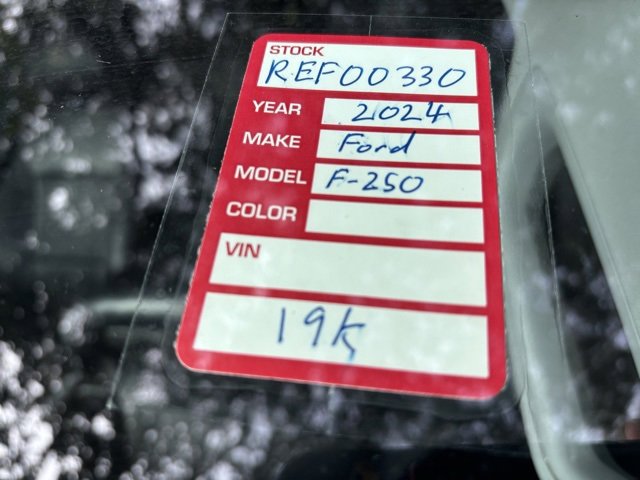 STOCK
REF00330
YEAR 2024
MAKE Ford
MODEL F-250
COLOR
VIN
19K